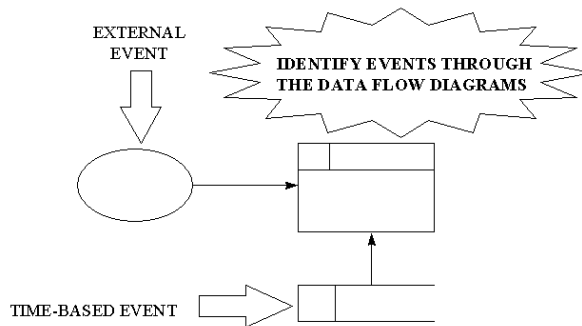 EXTERNAL
EVENT
IDENTIFY EVENTS THROUGH
THE DATA FLOW DIAGRAMS
TIME-BASED EVENT